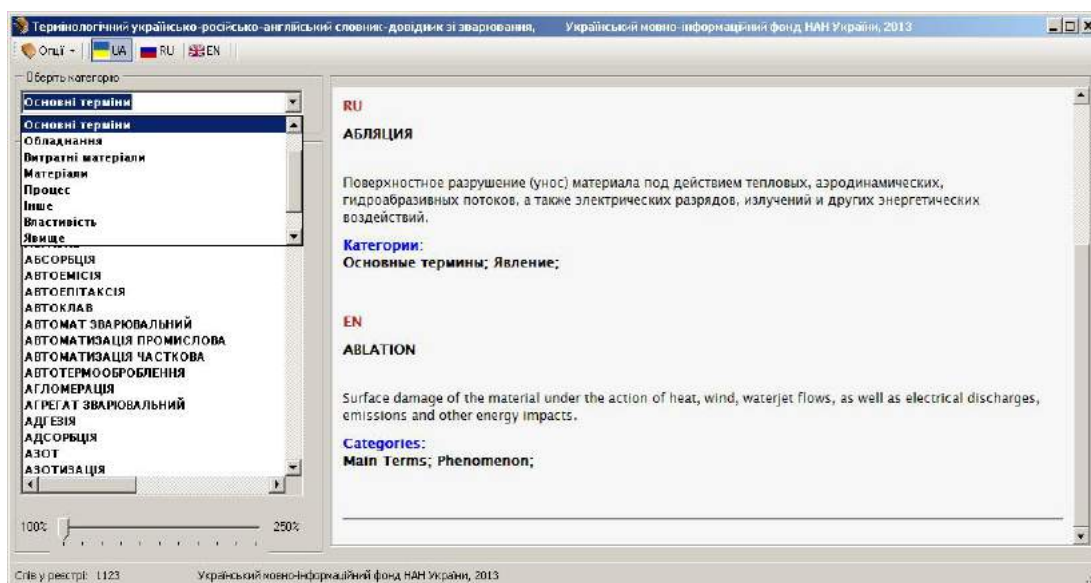 Термінологічний українсько-російсько-англійський словник-довідник зі зварювання, Український мовно-інформаційний фонд НАН України, 2013
Опції UA RU EN
Оберіть категорію
Основні терміни
Основні терміни
Обладнання
Витратні матеріали
Матеріали
Процес
Інше
Властивість
Явище
АБСОРБЦІЯ
АВТОЕМІСІЯ
АВТОЕПІТАКСІЯ
АВТОКЛАВ
АВТОМАТ ЗВАРЮВАЛЬНИЙ
АВТОМАТИЗАЦІЯ ПРОМИСЛОВА
АВТОМАТИЗАЦІЯ ЧАСТКОВА
АВТОТЕРМООБРОБЛЕННЯ
АГЛОМЕРАЦІЯ
АГРЕГАТ ЗВАРЮВАЛЬНИЙ
АДГЕЗІЯ
АДСОРБЦІЯ
АЗОТ
АЗОТИЗАЦІЯ
100% 250%
RU
АБЛЯЦИЯ
Поверхностное разрушение (унос) материала под действием тепловых, аэродинамических,
гидроабразивных потоков, а также электрических разрядов, излучений и других энергетических
воздействий.
Категории:
Основные термины; Явление;
EN
ABLATION
Surface damage of the material under the action of heat, wind, waterjet flows, as well as electrical discharges,
emissions and other energy impacts.
Categories:
Main Terms; Phenomenon;
Слів у реєстрі: 1123 Український мовно-інформаційний фонд НАН України, 2013